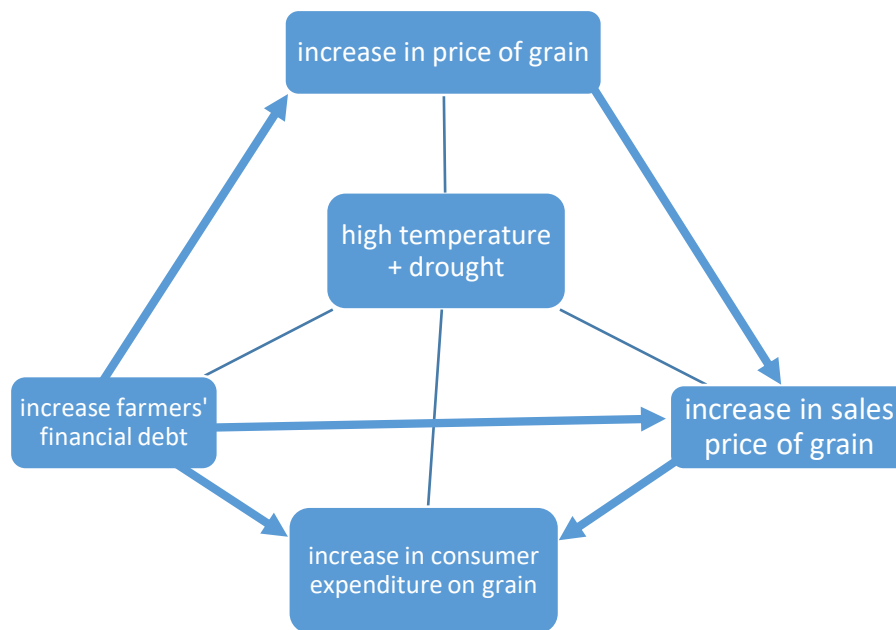 increase in price of grain
high temperature
+ drought
increase farmers'
financial debt
increase in sales
price of grain
increase in consumer
expenditure on grain